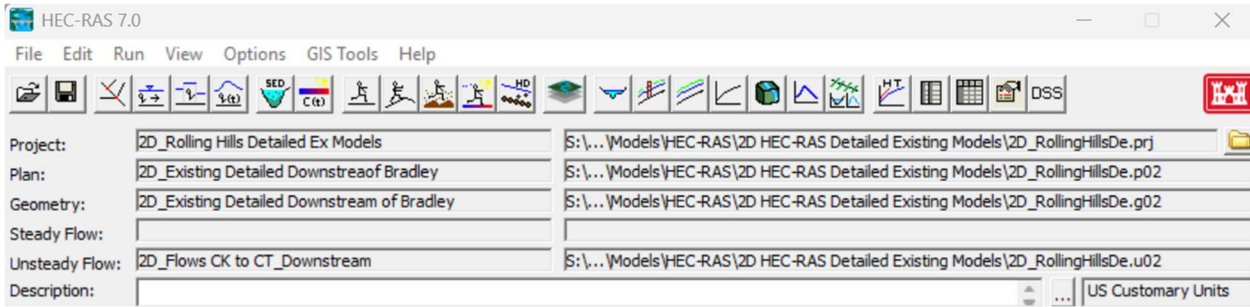 HEC-RAS 7.0
File Edit Run View Options GIS Tools Help
SED C(t) q(t) HD HT DSS
Project: 2D_Rolling Hills Detailed Ex Models S:\...\Models\HEC-RAS\2D HEC-RAS Detailed Existing Models\2D_RollingHillsDe.prj
Plan: 2D_Existing Detailed Downstreaof Bradley S:\...\Models\HEC-RAS\2D HEC-RAS Detailed Existing Models\2D_RollingHillsDe.p02
Geometry: 2D_Existing Detailed Downstream of Bradley S:\...\Models\HEC-RAS\2D HEC-RAS Detailed Existing Models\2D_RollingHillsDe.g02
Steady Flow:
Unsteady Flow: 2D_Flows CK to CT_Downstream S:\...\Models\HEC-RAS\2D HEC-RAS Detailed Existing Models\2D_RollingHillsDe.u02
Description: ... US Customary Units